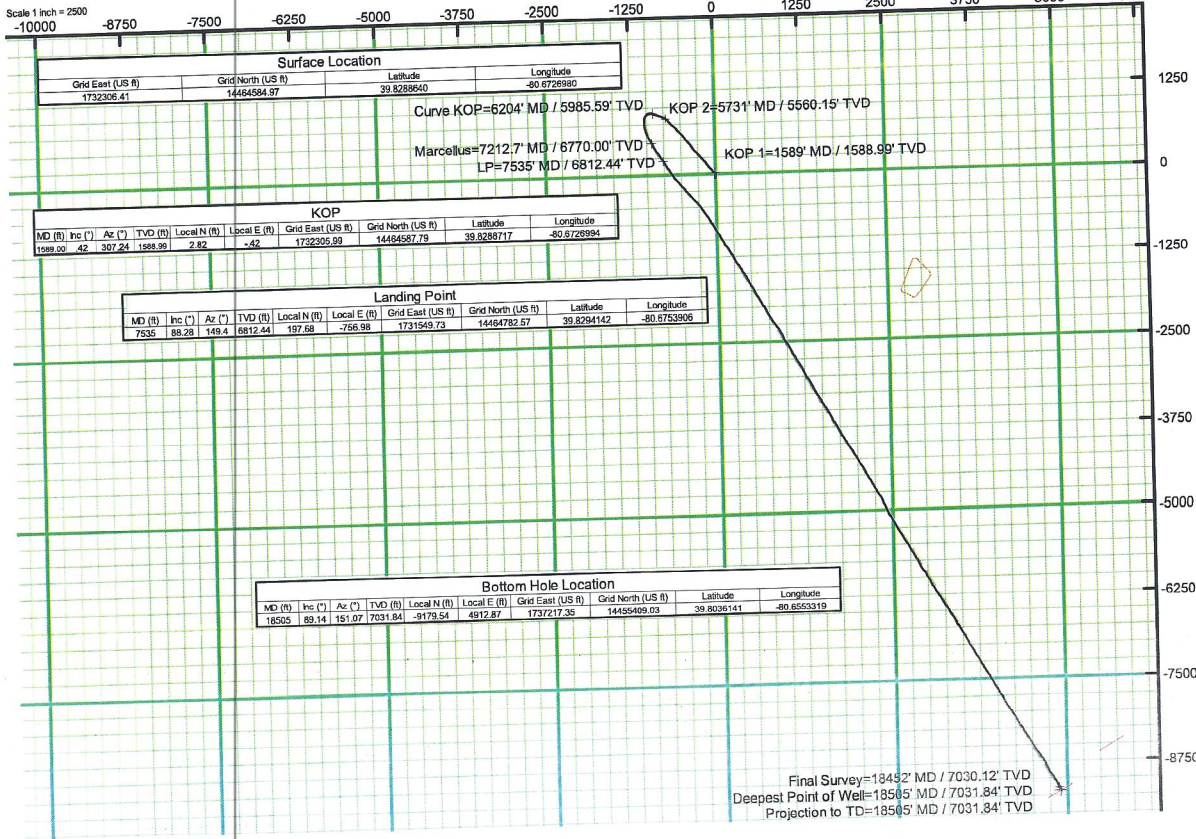 Scale 1 inch = 2500
-10000 -8750 -7500 -6250 -5000 -3750 -2500 -1250 0 1250 2500 3750
Surface Location
Grid East (US ft) Grid North (US ft) Latitude Longitude
1732306.41 14464584.97 39.8288640 -80.6726980
1250
Curve KOP=6204' MD / 5985.59' TVD
KOP 2=5731' MD / 5560.15' TVD
Marcellus=7212.7' MD / 6770.00' TVD
KOP 1=1589' MD / 1588.99' TVD
LP=7535' MD / 6812.44' TVD
0
KOP
MD (ft) Inc (°) Az (°) TVD (ft) Local N (ft) Local E (ft) Grid East (US ft) Grid North (US ft) Latitude Longitude
1589.00 .42 307.24 1588.99 2.82 -.42 1732305.99 14464587.79 39.8288717 -80.6726994
-1250
Landing Point
MD (ft) Inc (°) Az (°) TVD (ft) Local N (ft) Local E (ft) Grid East (US ft) Grid North (US ft) Latitude Longitude
7535 88.28 149.4 6812.44 197.68 -756.98 1731549.73 14464782.57 39.8294142 -80.6753906
-2500
-3750
-5000
Bottom Hole Location
MD (ft) Inc (°) Az (°) TVD (ft) Local N (ft) Local E (ft) Grid East (US ft) Grid North (US ft) Latitude Longitude
18505 89.14 151.07 7031.84 -9179.54 4912.87 1737217.35 14455409.03 39.8036141 -80.6553319
-6250
-7500
-8750
Final Survey=18452' MD / 7030.12' TVD
Deepest Point of Well=18505' MD / 7031.84' TVD
Projection to TD=18505' MD / 7031.84' TVD